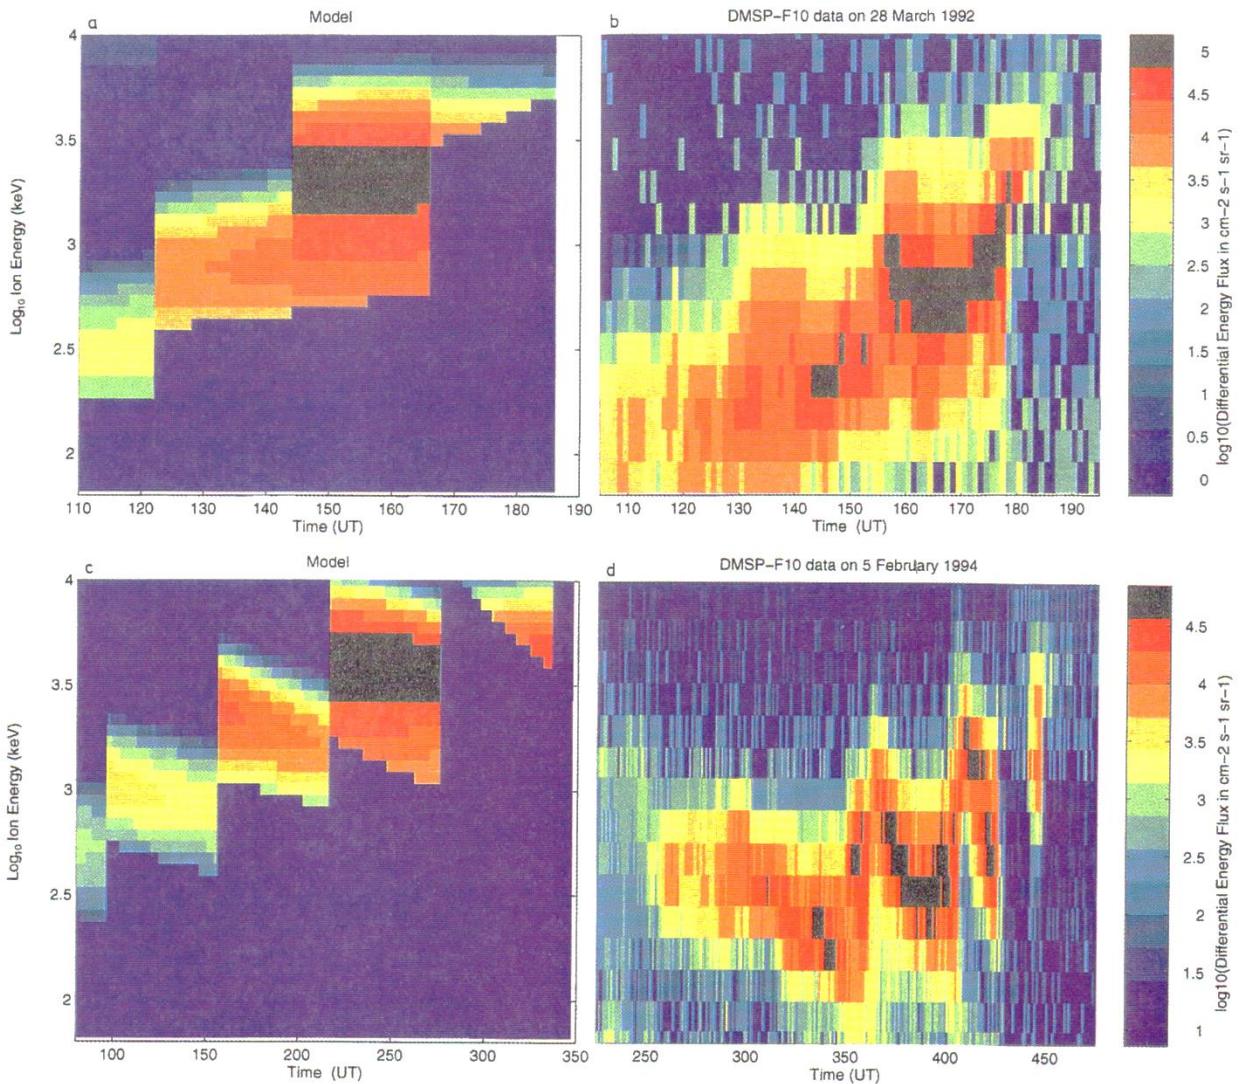 a
Model
b
DMSP-F10 data on 28 March 1992
4
3.5
3
2.5
2
Log10 Ion Energy (keV)
110 120 130 140 150 160 170 180 190
Time (UT)
110 120 130 140 150 160 170 180 190
Time (UT)
5
4.5
4
3.5
3
2.5
2
1.5
1
0.5
0
log10(Differential Energy Flux in cm-2 s-1 sr-1)
c
Model
d
DMSP-F10 data on 5 February 1994
4
3.5
3
2.5
2
Log10 Ion Energy (keV)
100 150 200 250 300 350
Time (UT)
250 300 350 400 450
Time (UT)
4.5
4
3.5
3
2.5
2
1.5
1
log10(Differential Energy Flux in cm-2 s-1 sr-1)